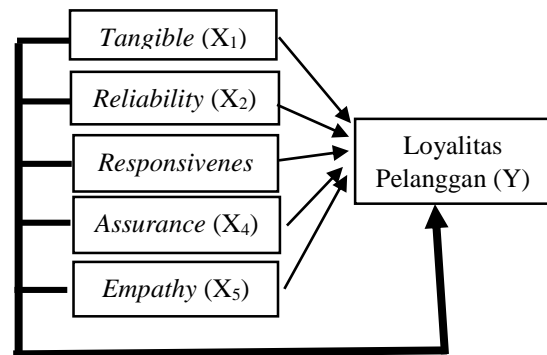 Tangible (X₁)
Reliability (X₂)
Responsivenes
Assurance (X₄)
Empathy (X₅)
Loyalitas
Pelanggan (Y)